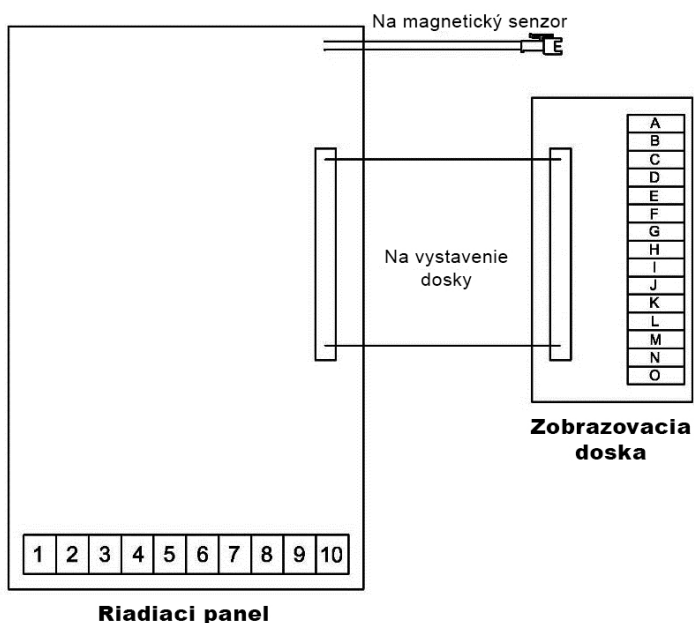 Na magnetický senzor
A
B
C
D
E
F
G
H
I
J
K
L
M
N
O
Na vystavenie
dosky
Zobrazovacia
doska
1 2 3 4 5 6 7 8 9 10
Riadiaci panel